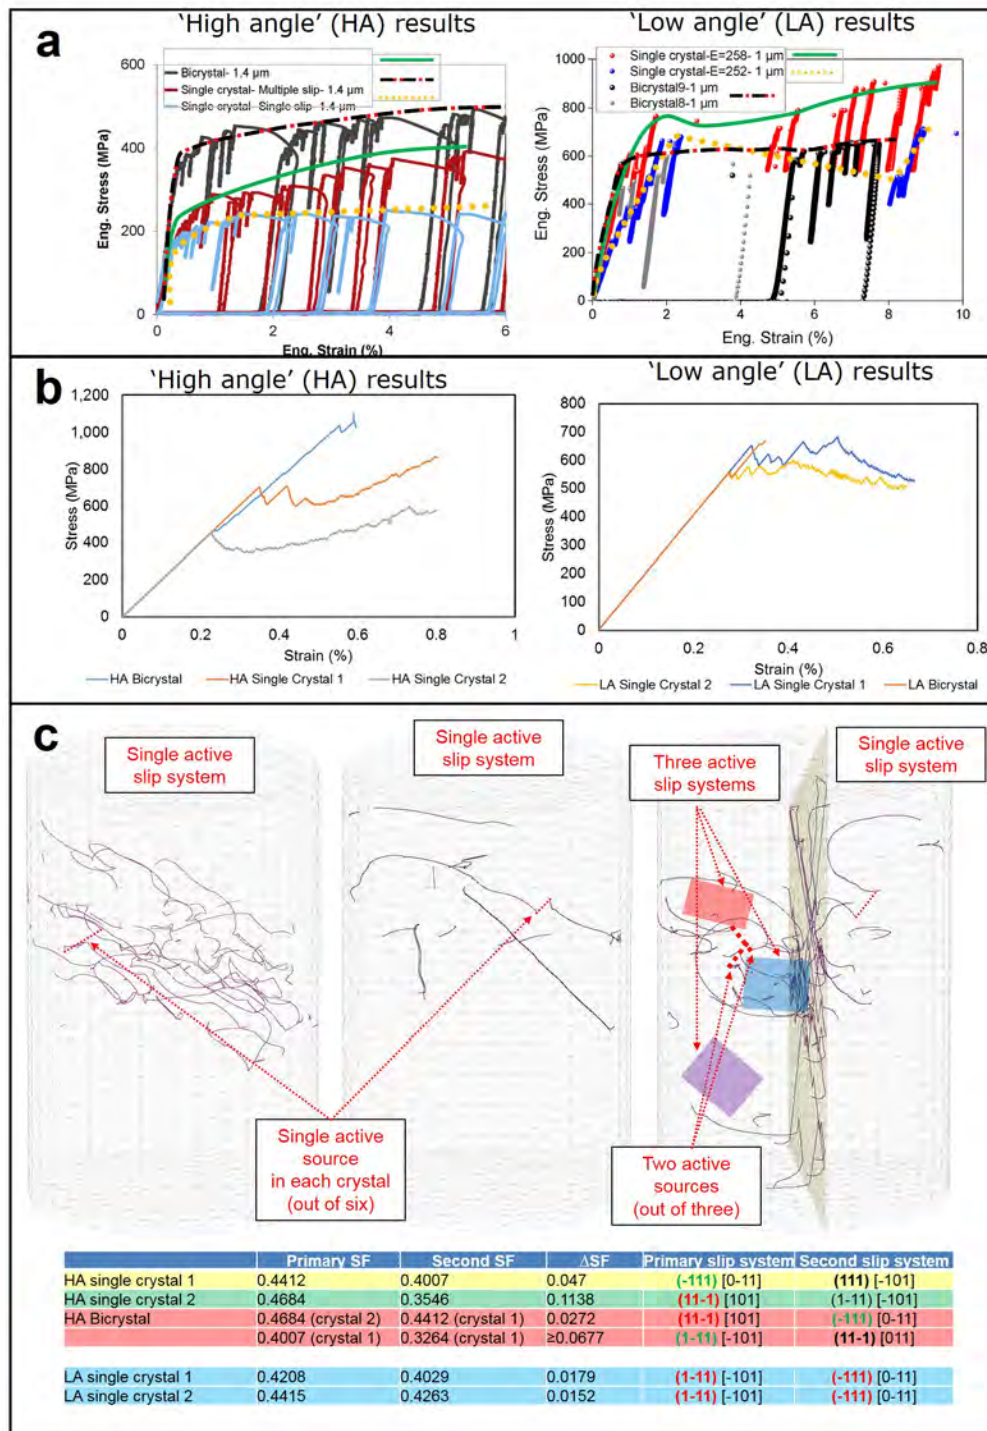 a
'High angle' (HA) results
600
400
200
0
0
2
4
6
Eng. Stress (MPa)
Eng. Strain (%)
Bicrystal- 1.4 µm
Single crystal- Multiple slip- 1.4 µm
Single crystal- Single slip- 1.4 µm
'Low angle' (LA) results
1000
800
600
400
200
0
0
2
4
6
8
10
Eng. Stress (MPa)
Eng. Strain (%)
Single crystal-E=258- 1 µm
Single crystal-E=252- 1 µm
Bicrystal9-1 µm
Bicrystal8-1 µm
b
'High angle' (HA) results
1,200
1,000
800
600
400
200
0
0
0.2
0.4
0.6
0.8
1
Stress (MPa)
Strain (%)
HA Bicrystal
HA Single Crystal 1
HA Single Crystal 2
'Low angle' (LA) results
800
700
600
500
400
300
200
100
0
0
0.2
0.4
0.6
0.8
Stress (MPa)
Strain (%)
LA Single Crystal 2
LA Single Crystal 1
LA Bicrystal
c
Single active
slip system
Single active
slip system
Three active
slip systems
Single active
slip system
Single active
source
in each crystal
(out of six)
Two active
sources
(out of three)
Primary SF Second SF ΔSF Primary slip system Second slip system
HA single crystal 1 0.4412 0.4007 0.047 (-111) [0-11] (111) [-101]
HA single crystal 2 0.4684 0.3546 0.1138 (11-1) [101] (1-11) [-101]
HA Bicrystal 0.4684 (crystal 2) 0.4412 (crystal 1) 0.0272 (11-1) [101] (-111) [0-11]
0.4007 (crystal 1) 0.3264 (crystal 1) ≥0.0677 (1-11) [-101] (11-1) [011]
LA single crystal 1 0.4208 0.4029 0.0179 (1-11) [-101] (-111) [0-11]
LA single crystal 2 0.4415 0.4263 0.0152 (1-11) [-101] (-111) [0-11]